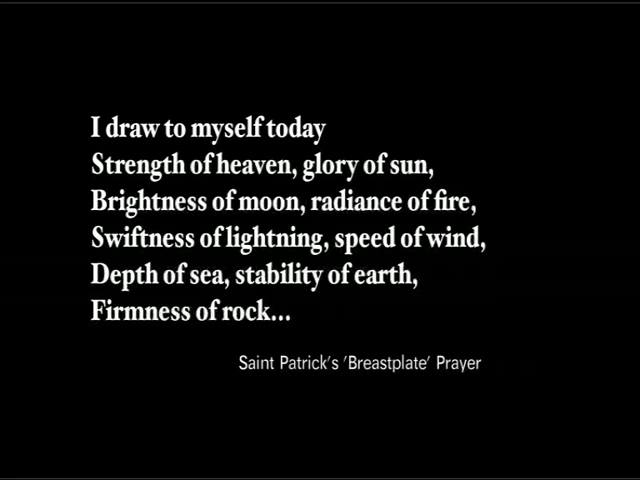 I draw to myself today
Strength of heaven, glory of sun,
Brightness of moon, radiance of fire,
Swiftness of lightning, speed of wind,
Depth of sea, stability of earth,
Firmness of rock...
Saint Patrick's 'Breastplate' Prayer